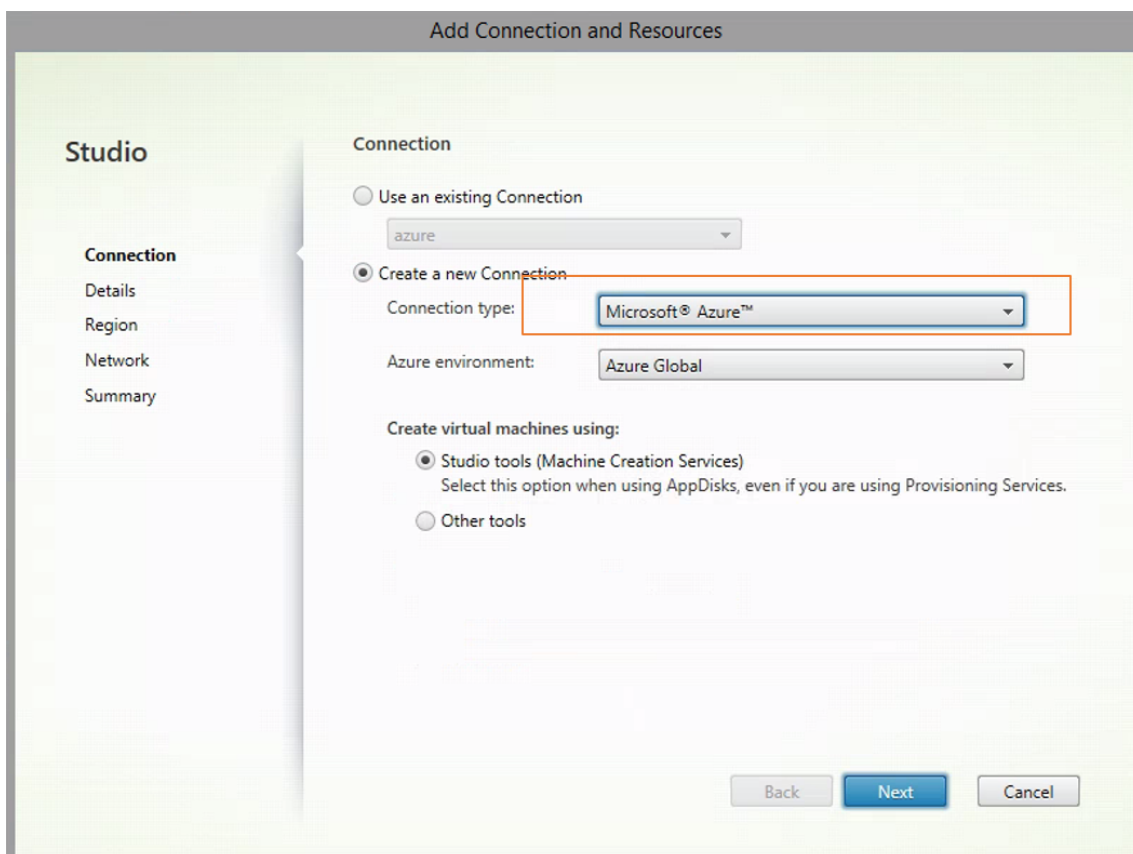 Add Connection and Resources
Studio
Connection
Details
Region
Network
Summary
Connection
Use an existing Connection
azure
Create a new Connection
Connection type:
Microsoft® Azure™
Azure environment:
Azure Global
Create virtual machines using:
Studio tools (Machine Creation Services)
Select this option when using AppDisks, even if you are using Provisioning Services.
Other tools
Back
Next
Cancel